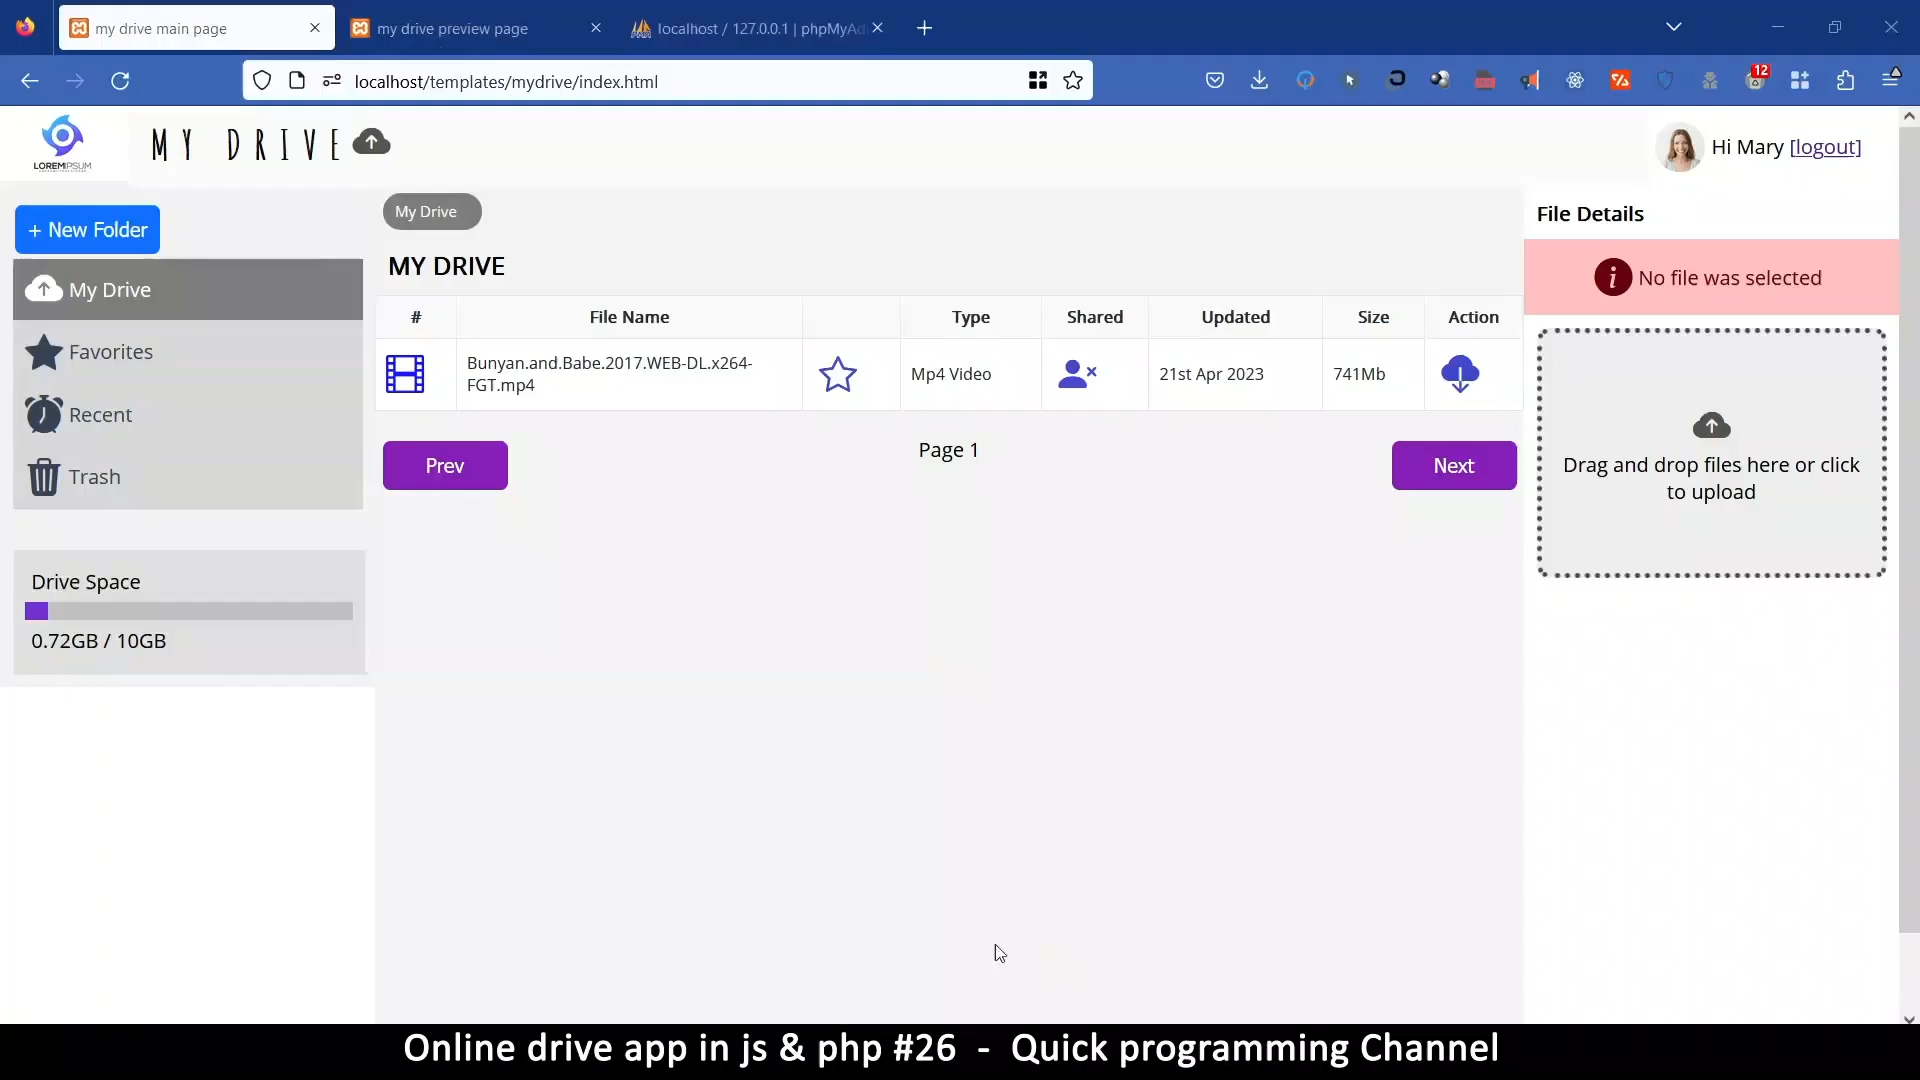 my drive main page
my drive preview page
localhost / 127.0.0.1 | phpMyAd
localhost/templates/mydrive/index.html
12
LOREMIPSUM
MY DRIVE
Hi Mary [logout]
+ New Folder
My Drive
Favorites
Recent
Trash
Drive Space
0.72GB / 10GB
My Drive
MY DRIVE
# File Name Type Shared Updated Size Action
Bunyan.and.Babe.2017.WEB-DL.x264-
FGT.mp4
Mp4 Video
21st Apr 2023
741Mb
Prev
Page 1
Next
File Details
No file was selected
Drag and drop files here or click
to upload
Online drive app in js & php #26 - Quick programming Channel